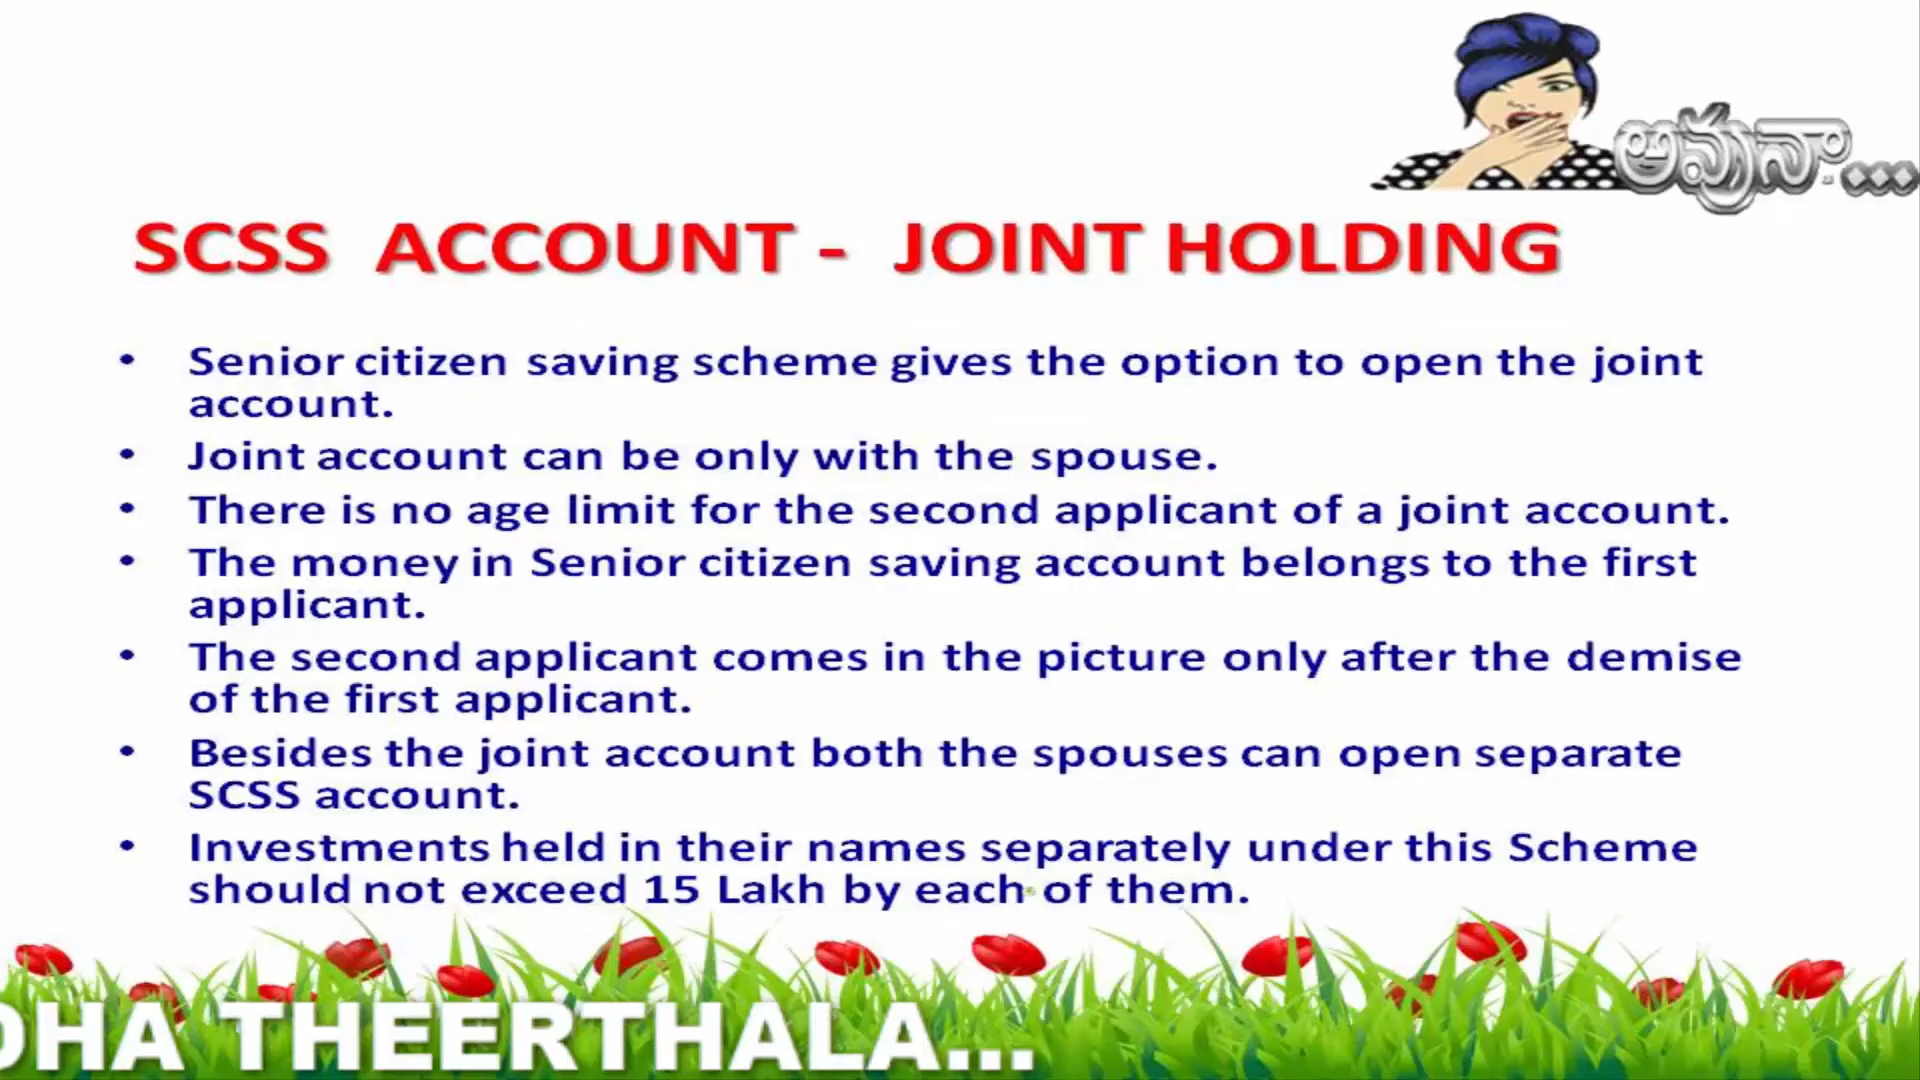 అవునా...
SCSS ACCOUNT - JOINT HOLDING
• Senior citizen saving scheme gives the option to open the joint
account.
• Joint account can be only with the spouse.
• There is no age limit for the second applicant of a joint account.
• The money in Senior citizen saving account belongs to the first
applicant.
• The second applicant comes in the picture only after the demise
of the first applicant.
• Besides the joint account both the spouses can open separate
SCSS account.
• Investments held in their names separately under this Scheme
should not exceed 15 Lakh by each of them.
DHA THEERTHALA...